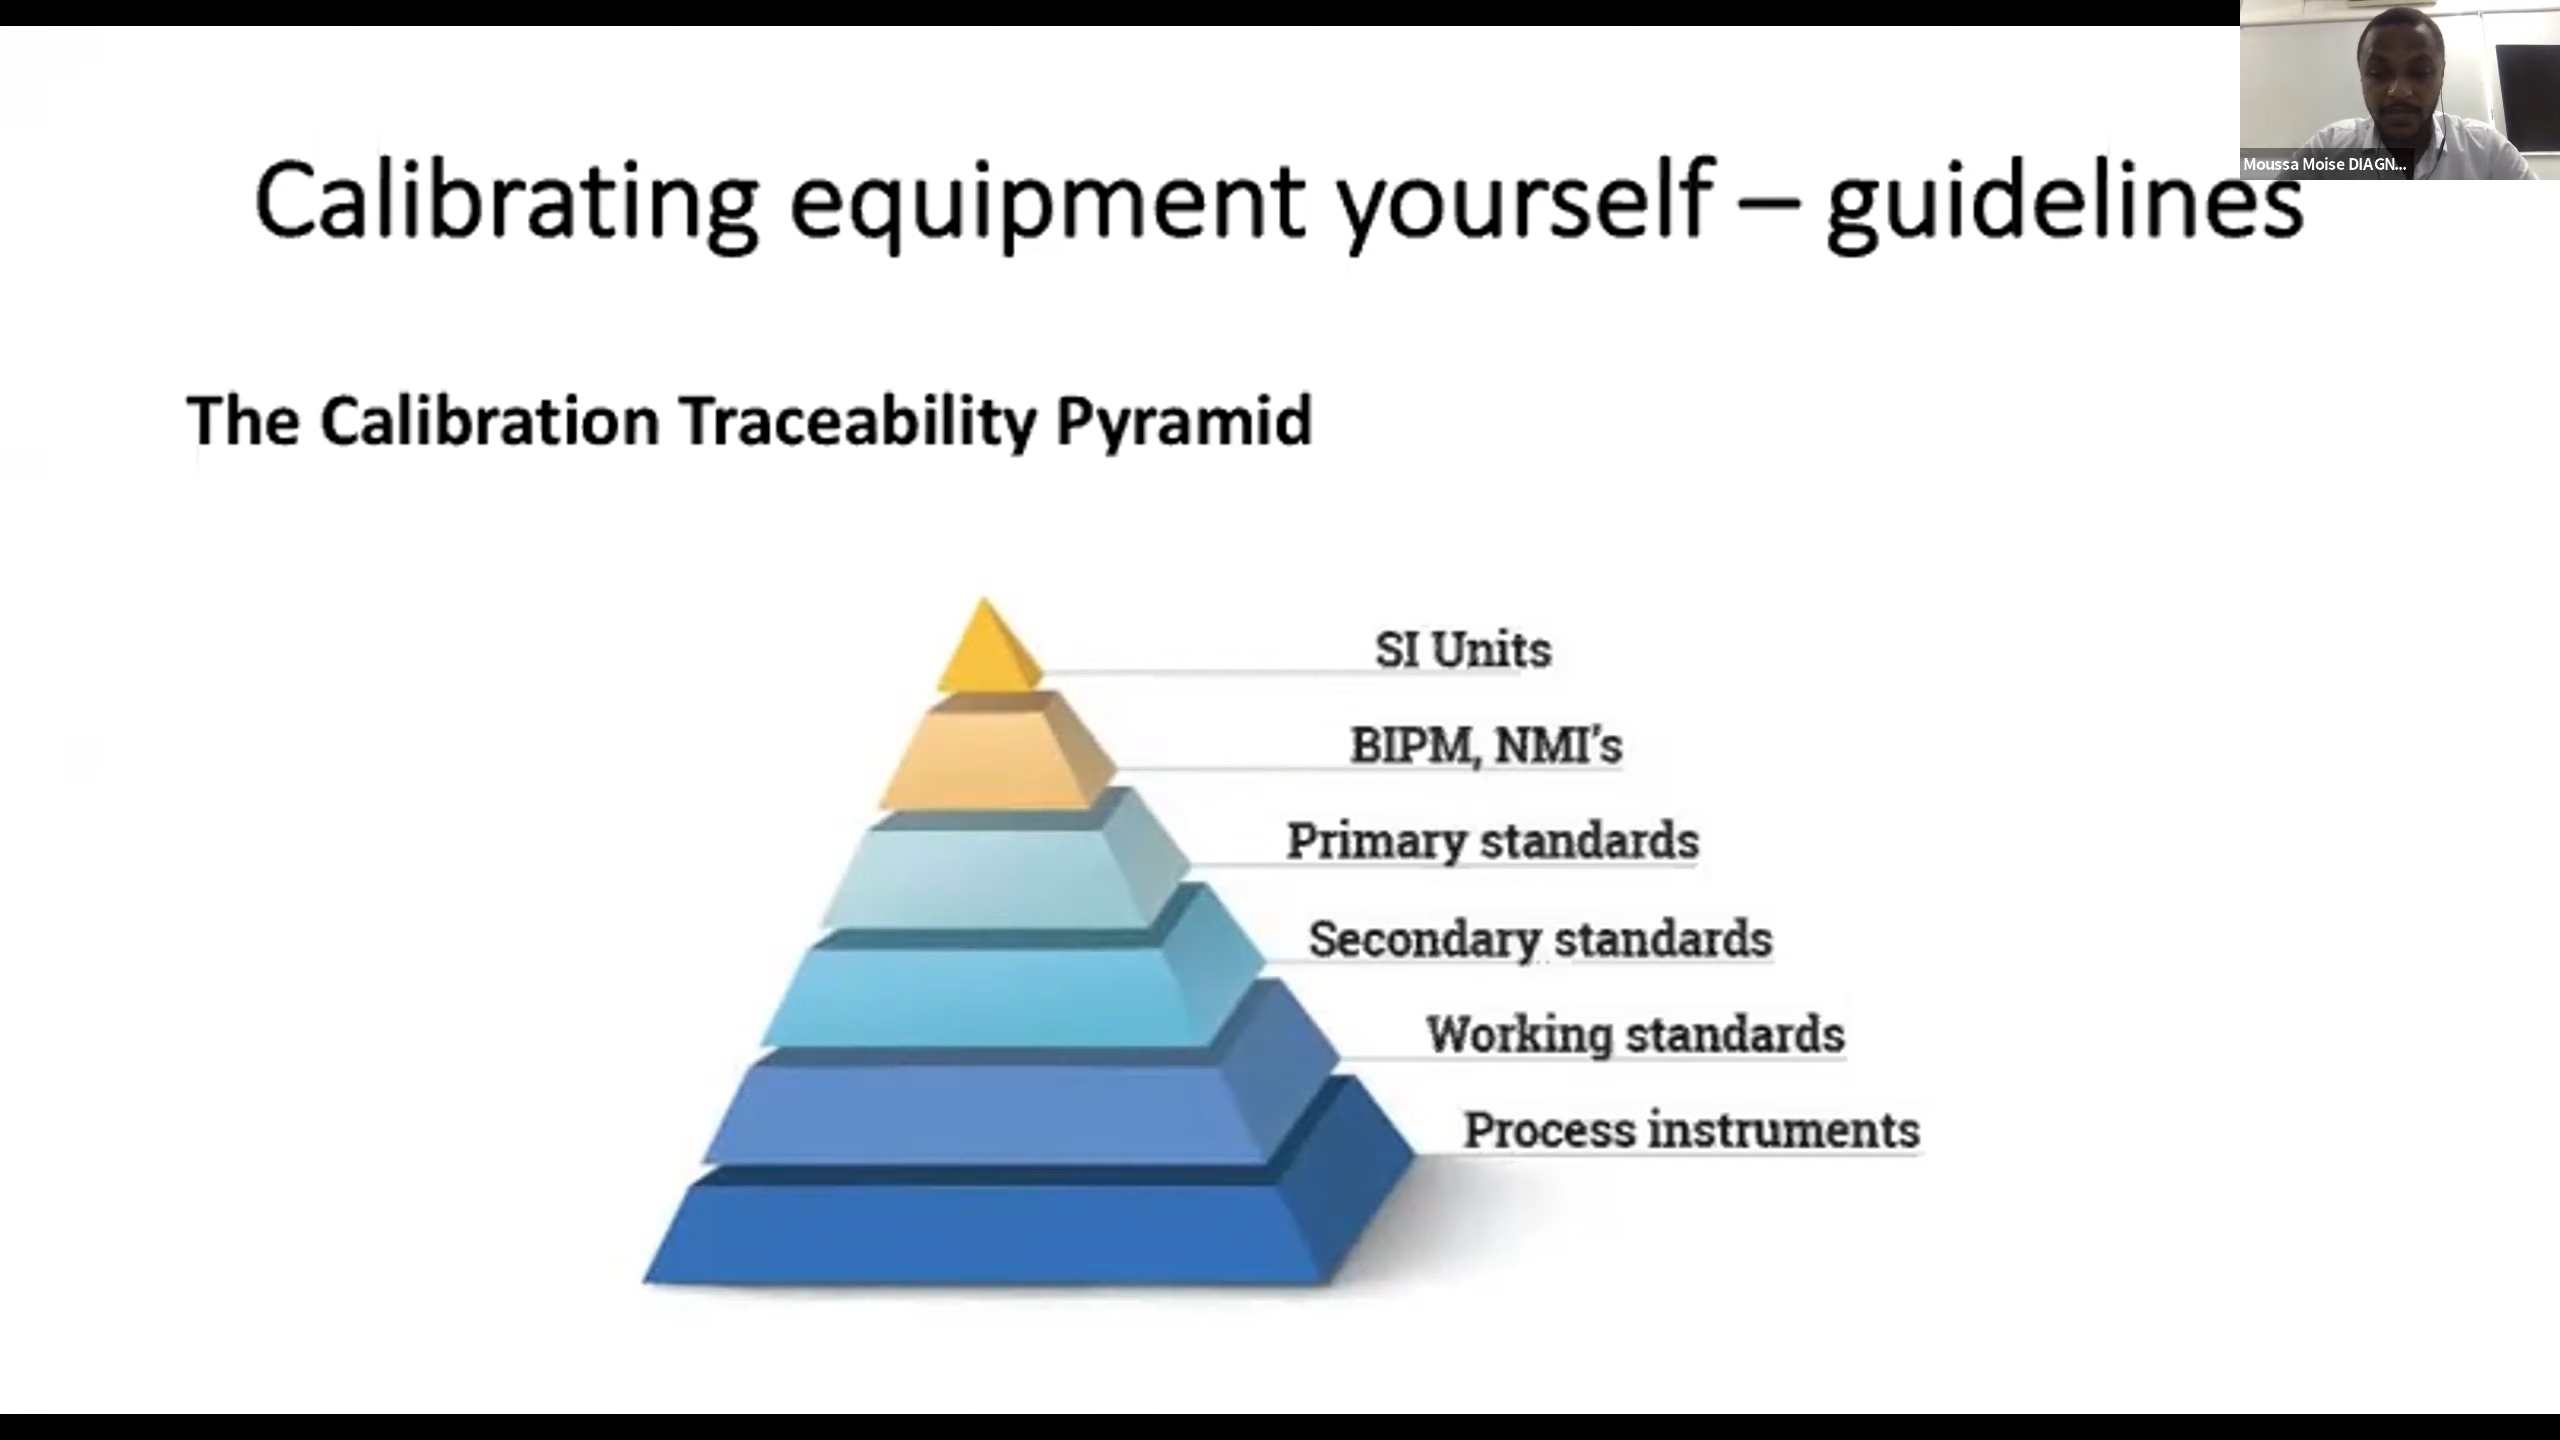 Moussa Moise DIAGN...
Calibrating equipment yourself – guidelines
The Calibration Traceability Pyramid
SI Units
BIPM, NMI's
Primary standards
Secondary standards
Working standards
Process instruments